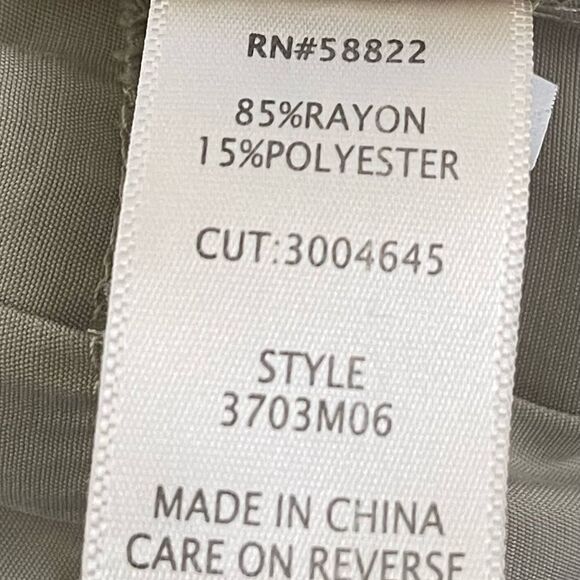 RN#58822
85%RAYON
15%POLYESTER
CUT:3004645
STYLE
3703M06
MADE IN CHINA
CARE ON REVERSE